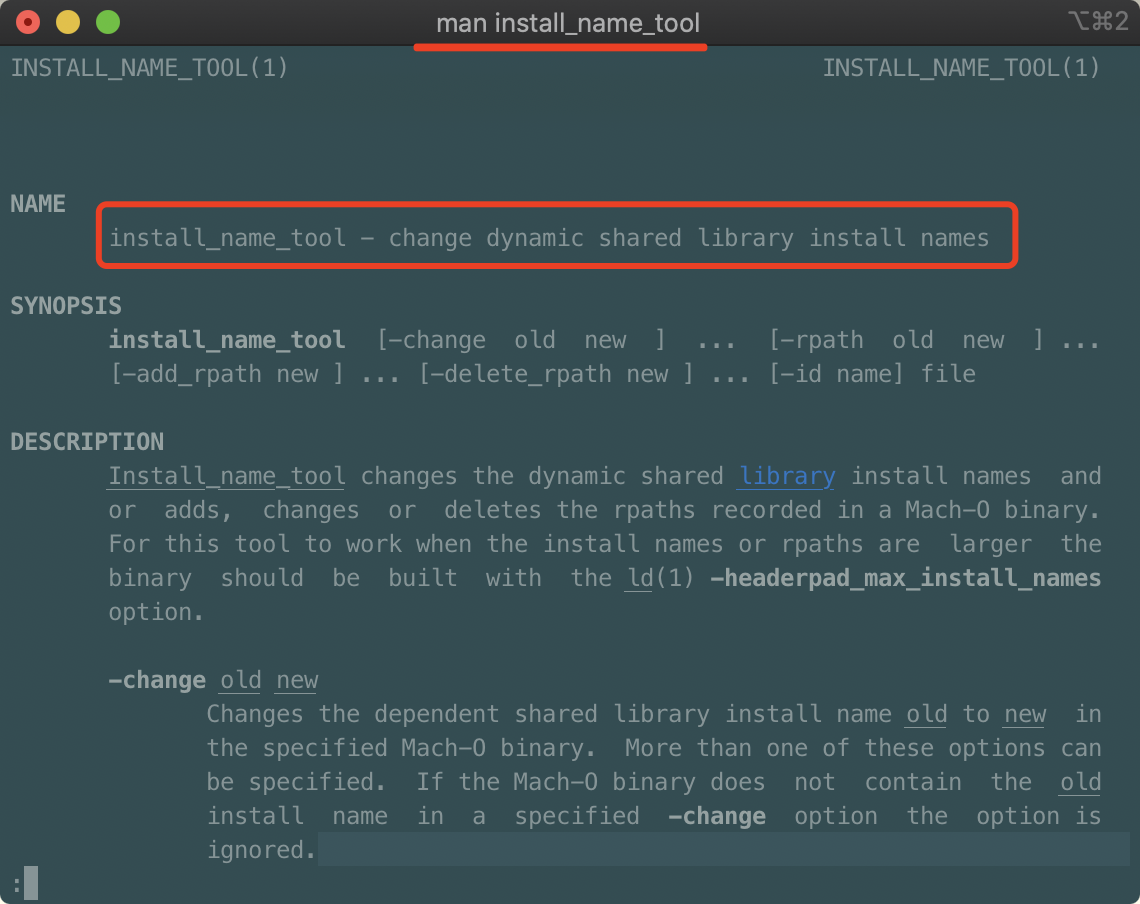 man install_name_tool
⌥⌘2
INSTALL_NAME_TOOL(1) INSTALL_NAME_TOOL(1)
NAME
install_name_tool - change dynamic shared library install names
SYNOPSIS
install_name_tool [-change old new ] ... [-rpath old new ] ...
[-add_rpath new ] ... [-delete_rpath new ] ... [-id name] file
DESCRIPTION
Install_name_tool changes the dynamic shared library install names and
or adds, changes or deletes the rpaths recorded in a Mach-O binary.
For this tool to work when the install names or rpaths are larger the
binary should be built with the ld(1) -headerpad_max_install_names
option.
-change old new
Changes the dependent shared library install name old to new in
the specified Mach-O binary. More than one of these options can
be specified. If the Mach-O binary does not contain the old
install name in a specified -change option the option is
ignored.
: